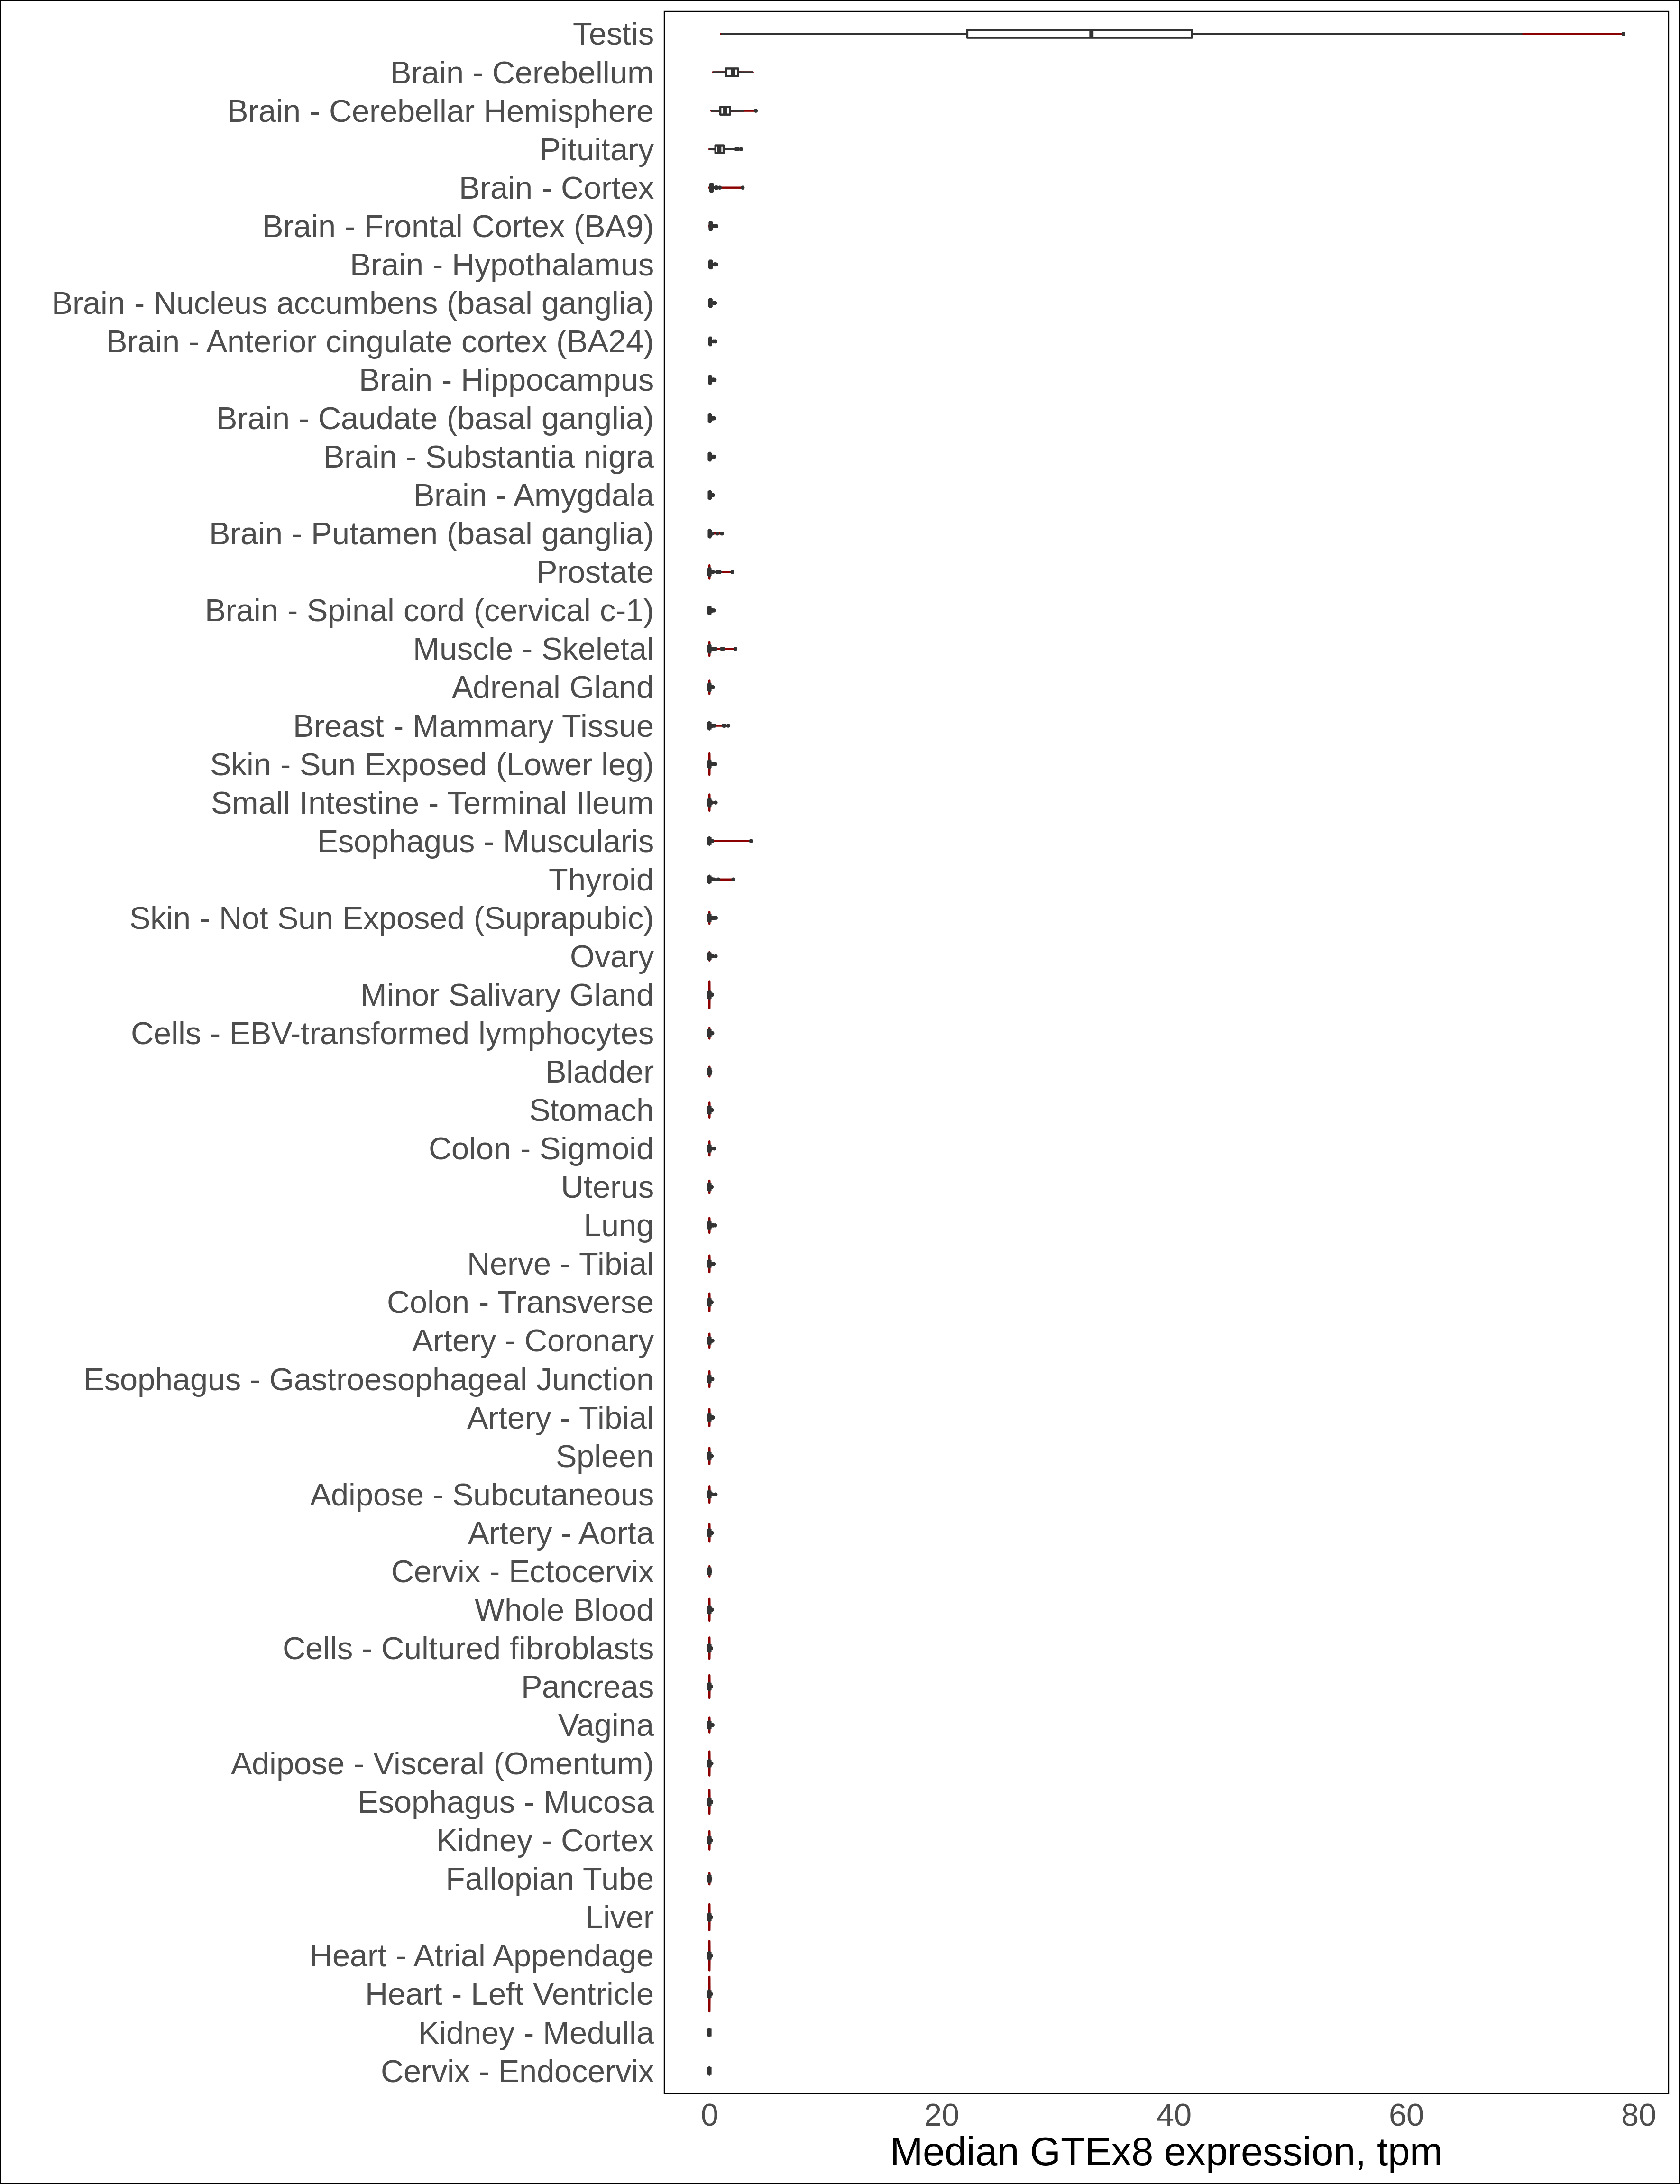 Testis
Brain - Cerebellum
Brain - Cerebellar Hemisphere
Pituitary
Brain - Cortex
Brain - Frontal Cortex (BA9)
Brain - Hypothalamus
Brain - Nucleus accumbens (basal ganglia)
Brain - Anterior cingulate cortex (BA24)
Brain - Hippocampus
Brain - Caudate (basal ganglia)
Brain - Substantia nigra
Brain - Amygdala
Brain - Putamen (basal ganglia)
Prostate
Brain - Spinal cord (cervical c-1)
Muscle - Skeletal
Adrenal Gland
Breast - Mammary Tissue
Skin - Sun Exposed (Lower leg)
Small Intestine - Terminal Ileum
Esophagus - Muscularis
Thyroid
Skin - Not Sun Exposed (Suprapubic)
Ovary
Minor Salivary Gland
Cells - EBV-transformed lymphocytes
Bladder
Stomach
Colon - Sigmoid
Uterus
Lung
Nerve - Tibial
Colon - Transverse
Artery - Coronary
Esophagus - Gastroesophageal Junction
Artery - Tibial
Spleen
Adipose - Subcutaneous
Artery - Aorta
Cervix - Ectocervix
Whole Blood
Cells - Cultured fibroblasts
Pancreas
Vagina
Adipose - Visceral (Omentum)
Esophagus - Mucosa
Kidney - Cortex
Fallopian Tube
Liver
Heart - Atrial Appendage
Heart - Left Ventricle
Kidney - Medulla
Cervix - Endocervix
0 20 40 60 80
Median GTEx8 expression, tpm